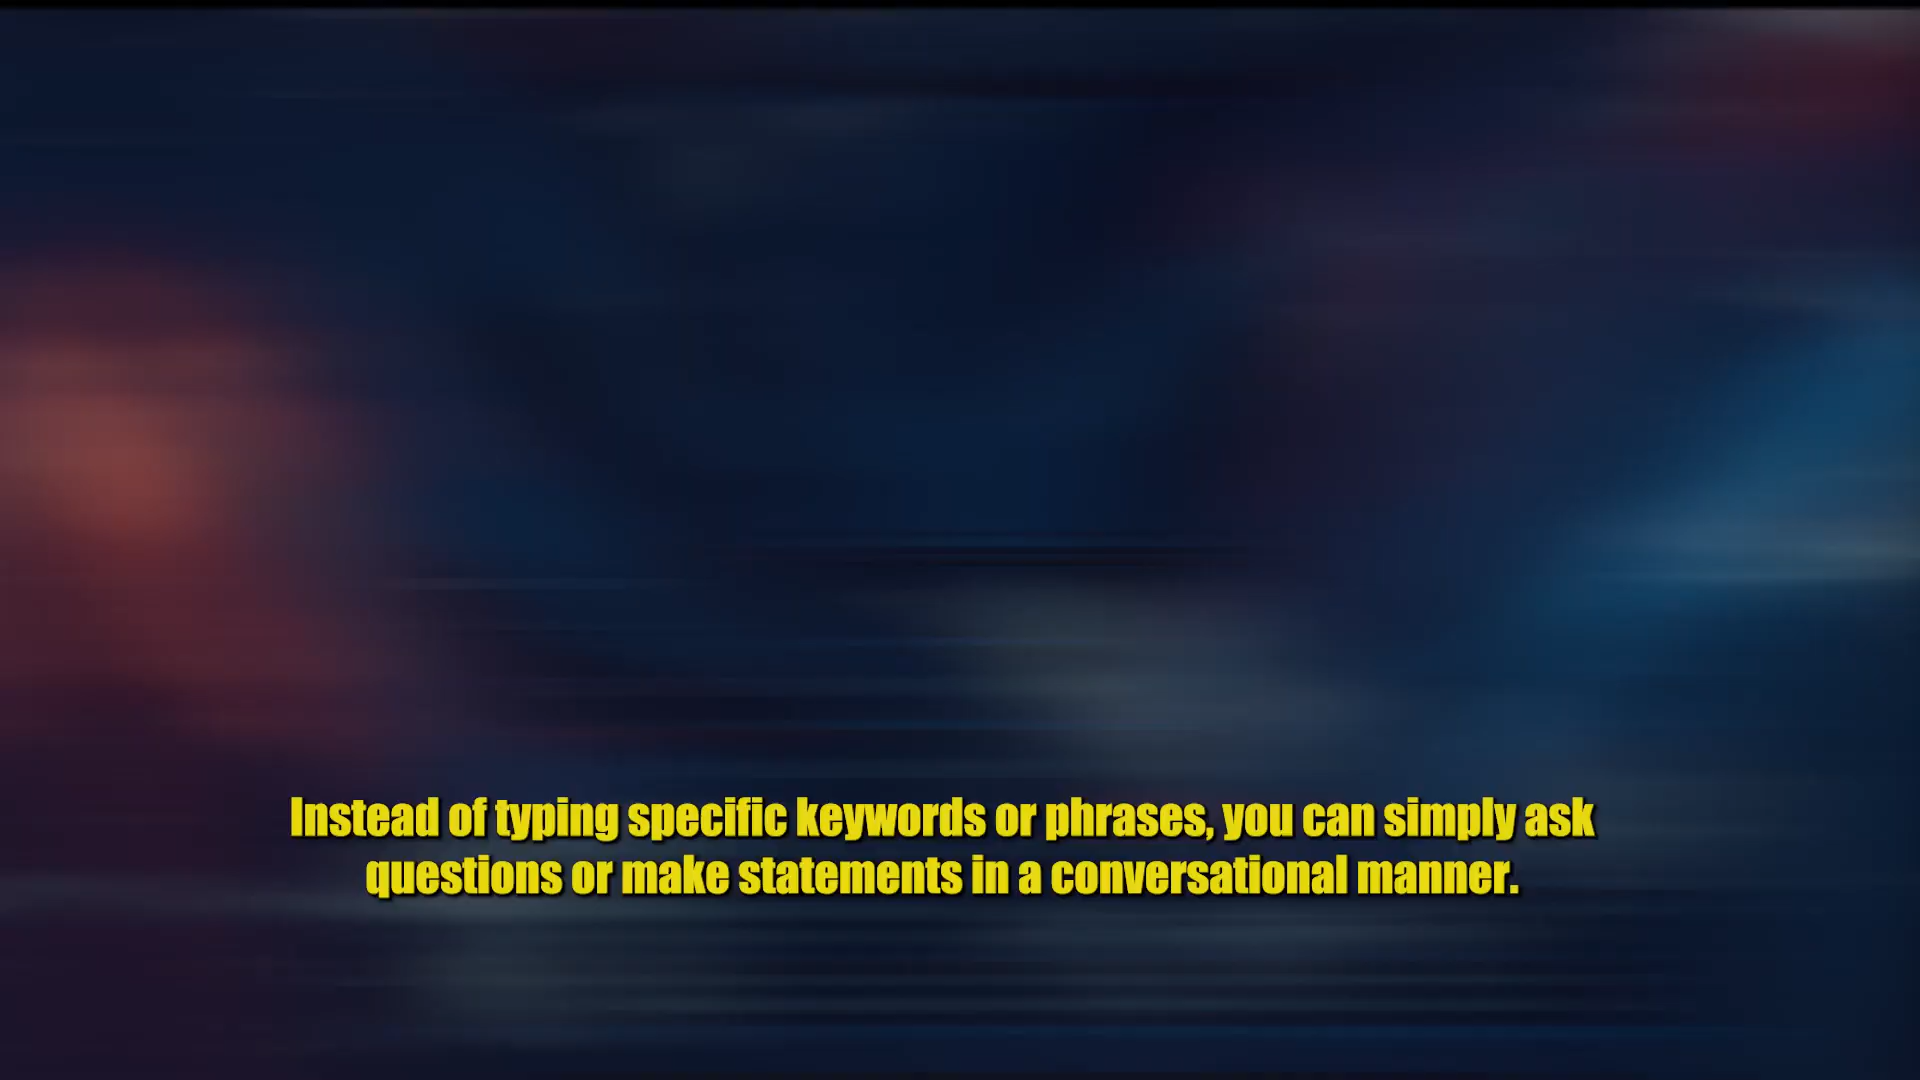 Instead of typing specific keywords or phrases, you can simply ask
questions or make statements in a conversational manner.